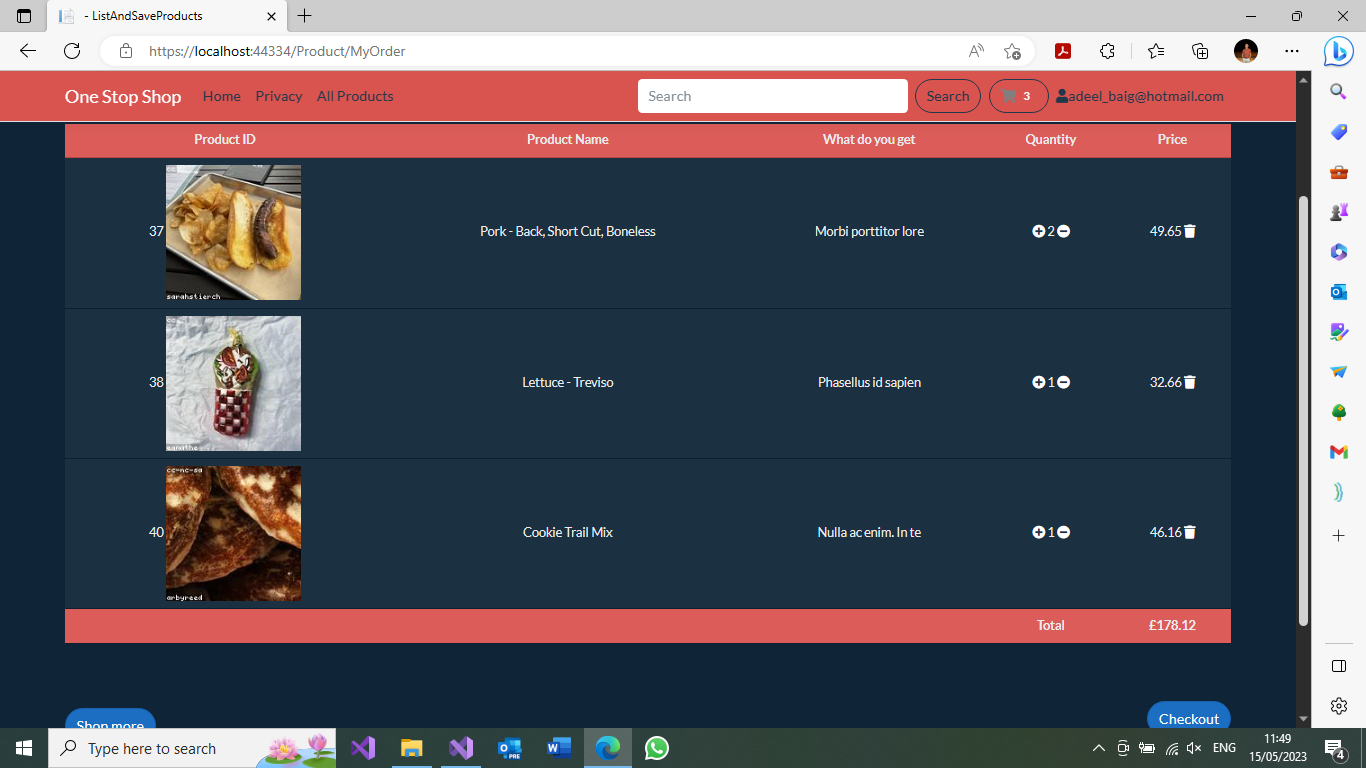 - ListAndSaveProducts
https://localhost:44334/Product/MyOrder
One Stop Shop Home Privacy All Products Search Search 3 adeel_baig@hotmail.com
Product ID Product Name What do you get Quantity Price
37 Pork - Back, Short Cut, Boneless Morbi porttitor lore 2 49.65
sarahstierch
38 Lettuce - Treviso Phasellus id sapien 1 32.66
cc-nc-sa
40 Cookie Trail Mix Nulla ac enim. In te 1 46.16
arbyreed
Total £178.12
Shop more Checkout
Type here to search
ENG
11:49
15/05/2023
4